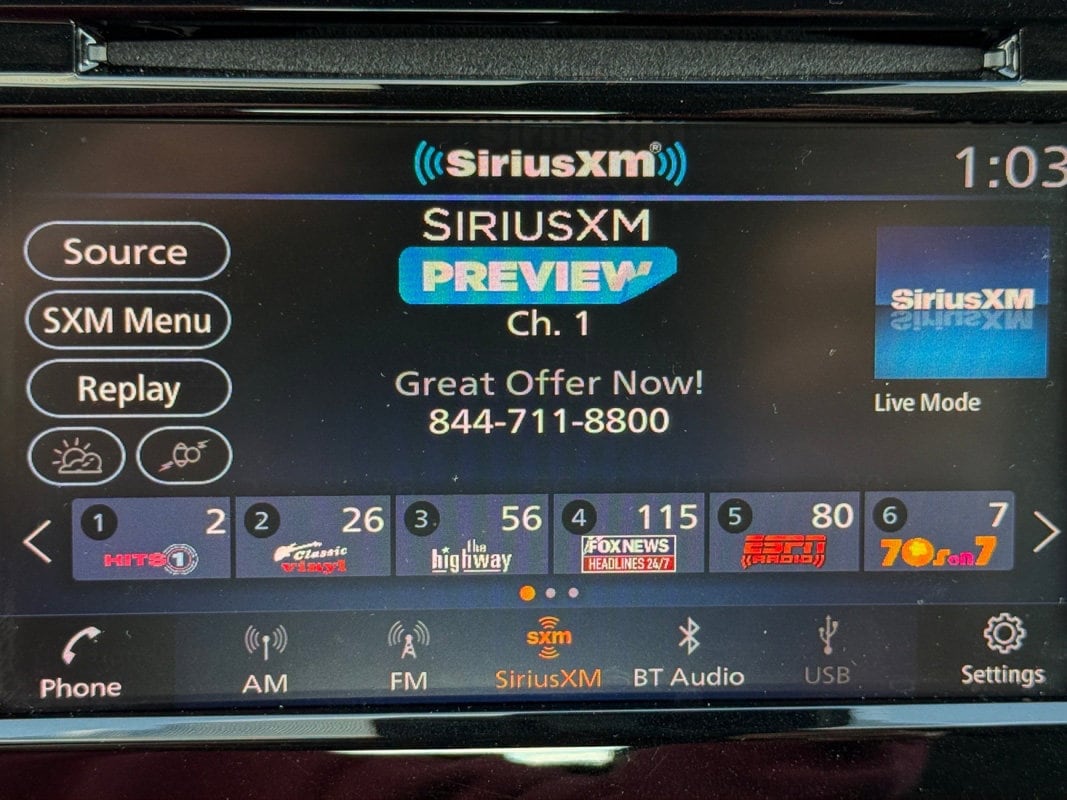 SiriusXM®
1:03
SIRIUSXM
PREVIEW
Ch. 1
Great Offer Now!
844-711-8800
Source
SXM Menu
Replay
SiriusXM
Live Mode
1 2
HITS 1
2 26
Classic
vinyl
3 56
the
highway
4 115
FOX NEWS
HEADLINES 24/7
5 80
ESPN
RADIO
6 7
70s on 7
Phone
AM
FM
sxm
SiriusXM
BT Audio
USB
Settings